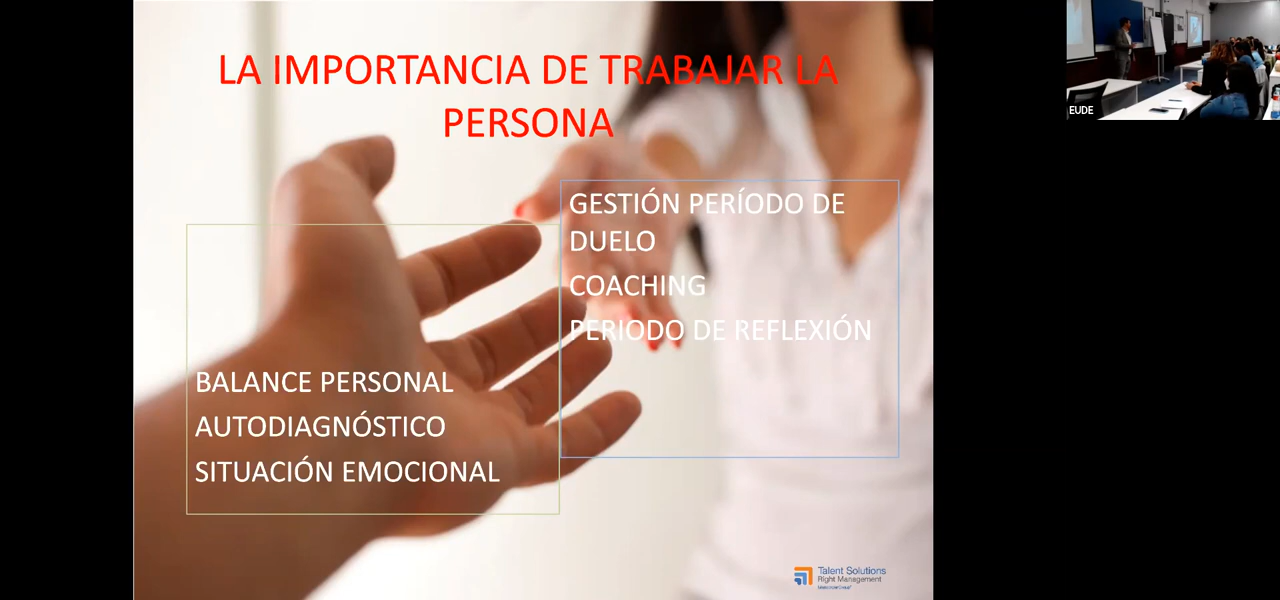 LA IMPORTANCIA DE TRABAJAR LA
PERSONA
GESTIÓN PERÍODO DE
DUELO
COACHING
PERIODO DE REFLEXIÓN
BALANCE PERSONAL
AUTODIAGNÓSTICO
SITUACIÓN EMOCIONAL
Talent Solutions
Right Management
EUDE